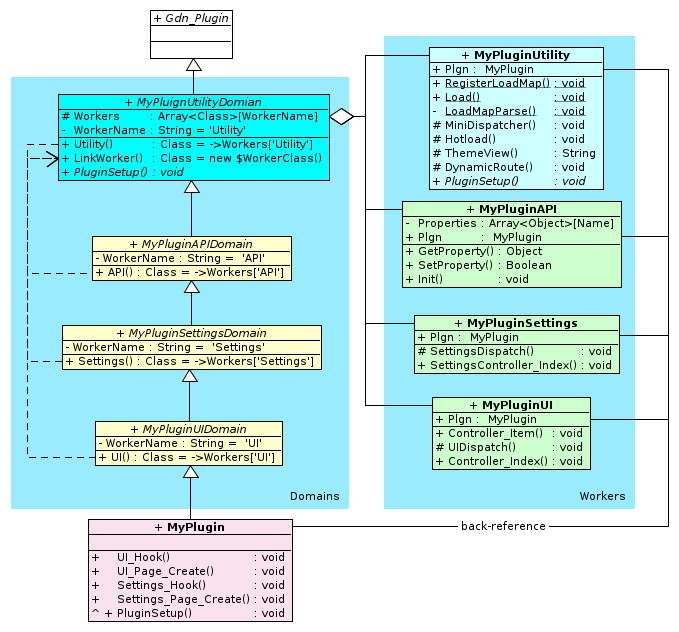 + Gdn_Plugin
+ MyPluignUtilityDomian
# Workers : Array<Class>[WorkerName]
- WorkerName : String = 'Utility'
+ Utility() : Class = ->Workers['Utility']
+ LinkWorker() : Class = new $WorkerClass()
+ PluginSetup() : void
+ MyPluginAPIDomain
- WorkerName : String = 'API'
+ API() : Class = ->Workers['API']
+ MyPluginSettingsDomain
- WorkerName : String = 'Settings'
+ Settings() : Class = ->Workers['Settings']
+ MyPluginUIDomain
- WorkerName : String = 'UI'
+ UI() : Class = ->Workers['UI']
Domains
+ MyPluginUtility
+ Plgn : MyPlugin
+ RegisterLoadMap() : void
+ Load() : void
- LoadMapParse() : void
# MiniDispatcher() : void
# Hotload() : void
# ThemeView() : String
# DynamicRoute() : void
+ PluginSetup() : void
+ MyPluginAPI
- Properties : Array<Object>[Name]
+ Plgn : MyPlugin
+ GetProperty() : Object
+ SetProperty() : Boolean
+ Init() : void
+ MyPluginSettings
+ Plgn : MyPlugin
# SettingsDispatch() : void
+ SettingsController_Index() : void
+ MyPluginUI
+ Plgn : MyPlugin
+ Controller_Item() : void
# UIDispatch() : void
+ Controller_Index() : void
Workers
+ MyPlugin
+ UI_Hook() : void
+ UI_Page_Create() : void
+ Settings_Hook() : void
+ Settings_Page_Create() : void
^ + PluginSetup() : void
back-reference